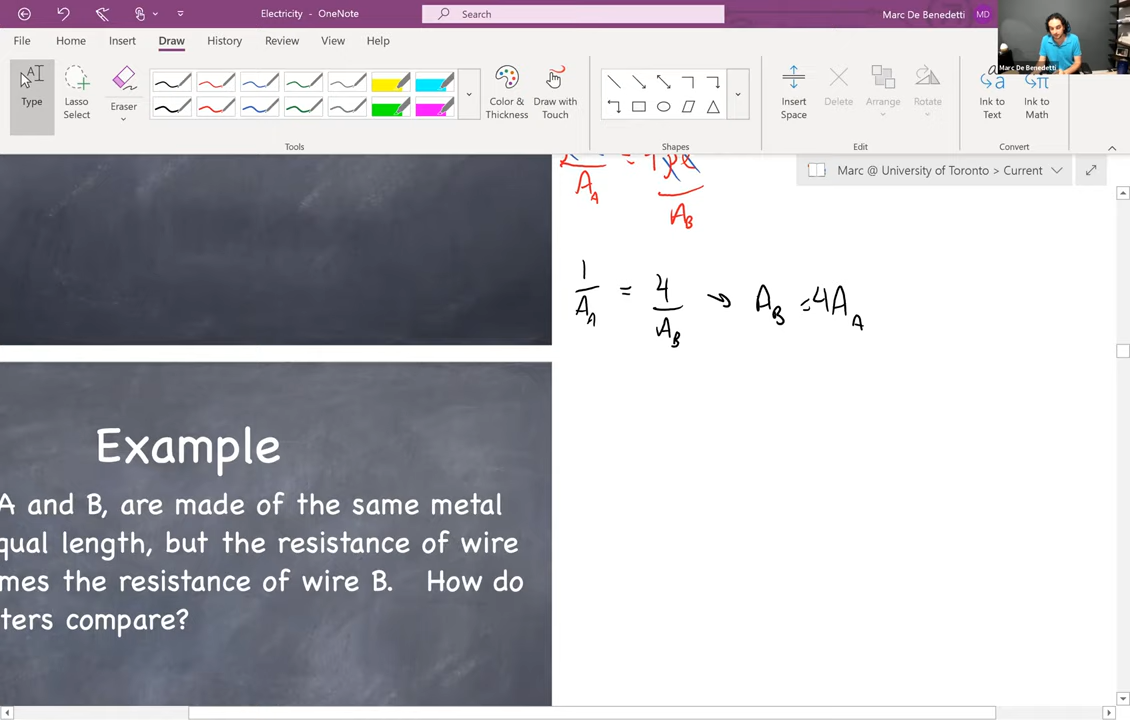 Electricity - OneNote
Search
Marc De Benedetti
MD
File Home Insert Draw History Review View Help
Marc De Benedetti
Type
Lasso Select
Eraser
Color & Thickness
Draw with Touch
Insert Space
Delete
Arrange
Rotate
Ink to Text
Ink to Math
Tools
Shapes
Edit
Convert
Marc @ University of Toronto > Current
A_A
A_B
1/A_A = 4/A_B → A_B = 4A_A
Example
A and B, are made of the same metal
qual length, but the resistance of wire
mes the resistance of wire B. How do
ters compare?